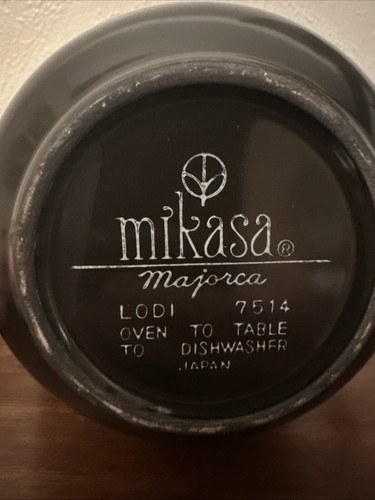 mikasa®
Majorca
LODI 7514
OVEN TO TABLE
TO DISHWASHER
JAPAN